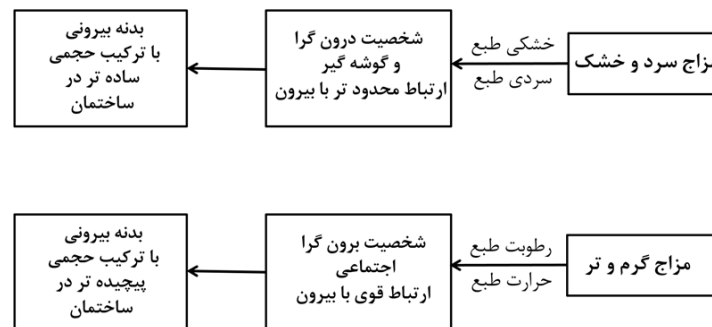 مزاج سرد و خشک
خشکی طبع
سردی طبع
شخصیت درون گرا
و گوشه گیر
ارتباط محدود تر با بیرون
بدنه بیرونی
با ترکیب حجمی
ساده تر در
ساختمان
مزاج گرم و تر
رطوبت طبع
حرارت طبع
شخصیت برون گرا
اجتماعی
ارتباط قوی با بیرون
بدنه بیرونی
با ترکیب حجمی
پیچیده تر در
ساختمان